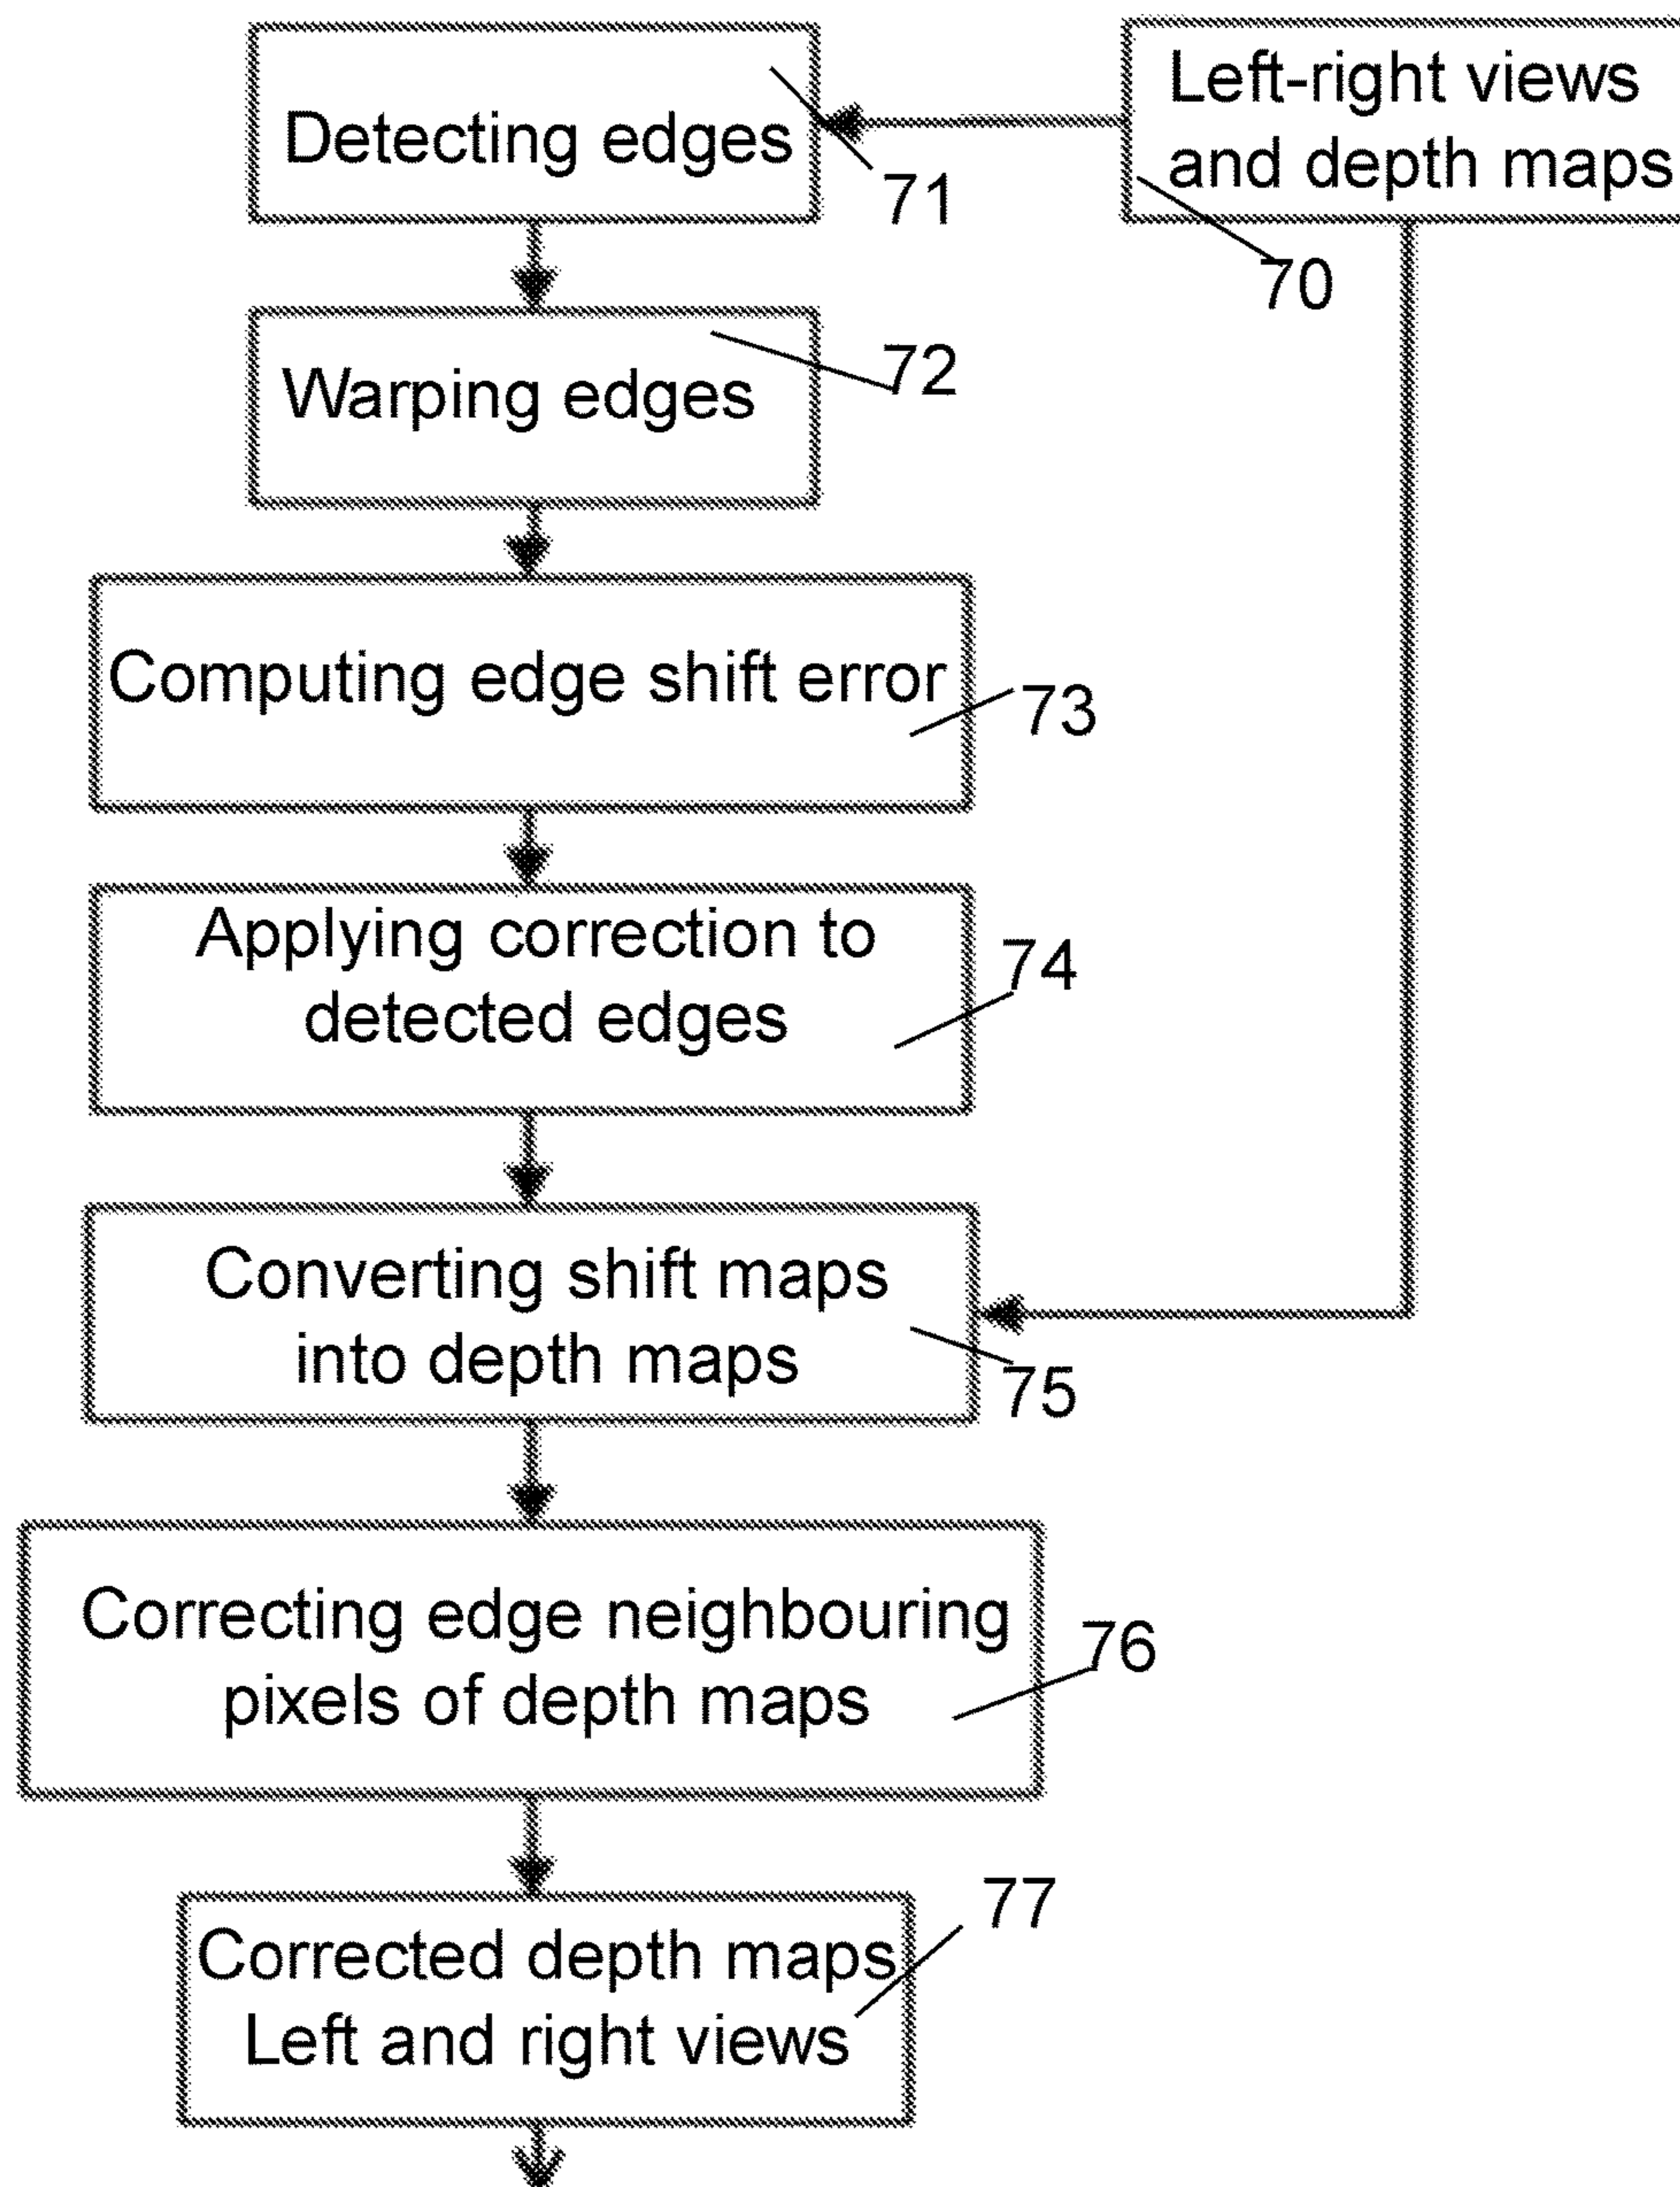 Left-right views
and depth maps
70
Detecting edges
71
Warping edges
72
Computing edge shift error
73
Applying correction to
detected edges
74
Converting shift maps
into depth maps
75
Correcting edge neighbouring
pixels of depth maps
76
Corrected depth maps
Left and right views
77